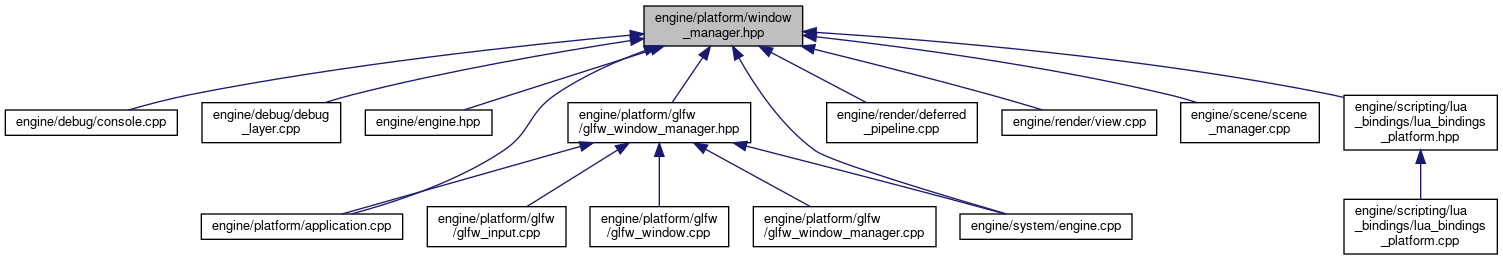 engine/platform/window
_manager.hpp
engine/debug/console.cpp
engine/debug/debug
_layer.cpp
engine/engine.hpp
engine/platform/glfw
/glfw_window_manager.hpp
engine/render/deferred
_pipeline.cpp
engine/render/view.cpp
engine/scene/scene
_manager.cpp
engine/scripting/lua
_bindings/lua_bindings
_platform.hpp
engine/platform/application.cpp
engine/platform/glfw
/glfw_input.cpp
engine/platform/glfw
/glfw_window.cpp
engine/platform/glfw
/glfw_window_manager.cpp
engine/system/engine.cpp
engine/scripting/lua
_bindings/lua_bindings
_platform.cpp